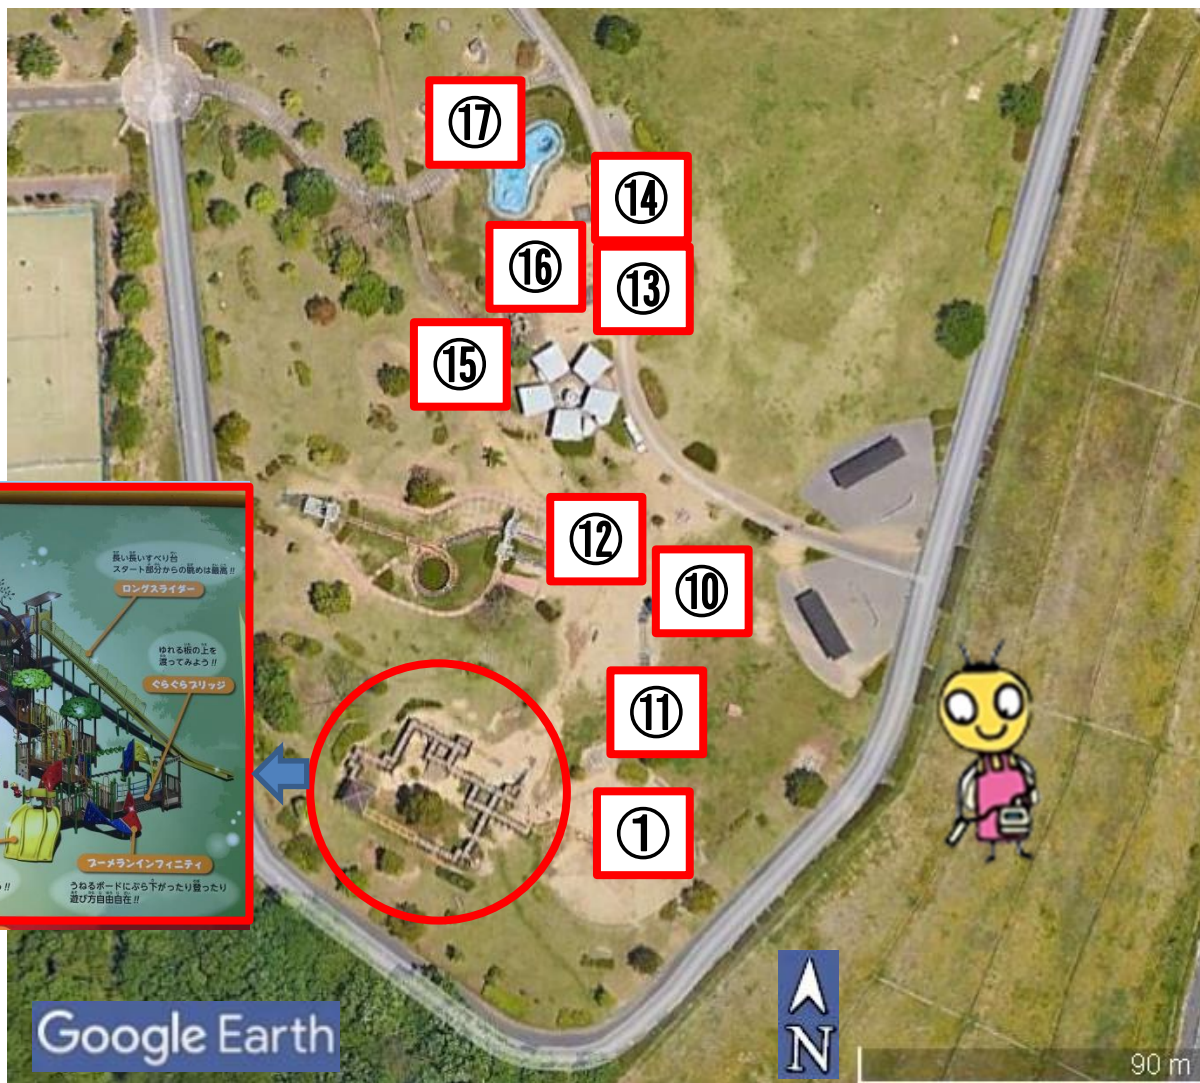 ⑰
⑭
⑯
⑬
⑮
⑫
⑩
⑪
①
長い長いすべり台
スタート部分からの眺めは最高!!
ロングスライダー
ゆれる板の上を
渡ってみよう!!
ぐらぐらブリッジ
ブーメランインフィニティ
うねるボードにぶら下がったり登ったり
遊び方自由自在!!
!!
Google Earth
N
90 m